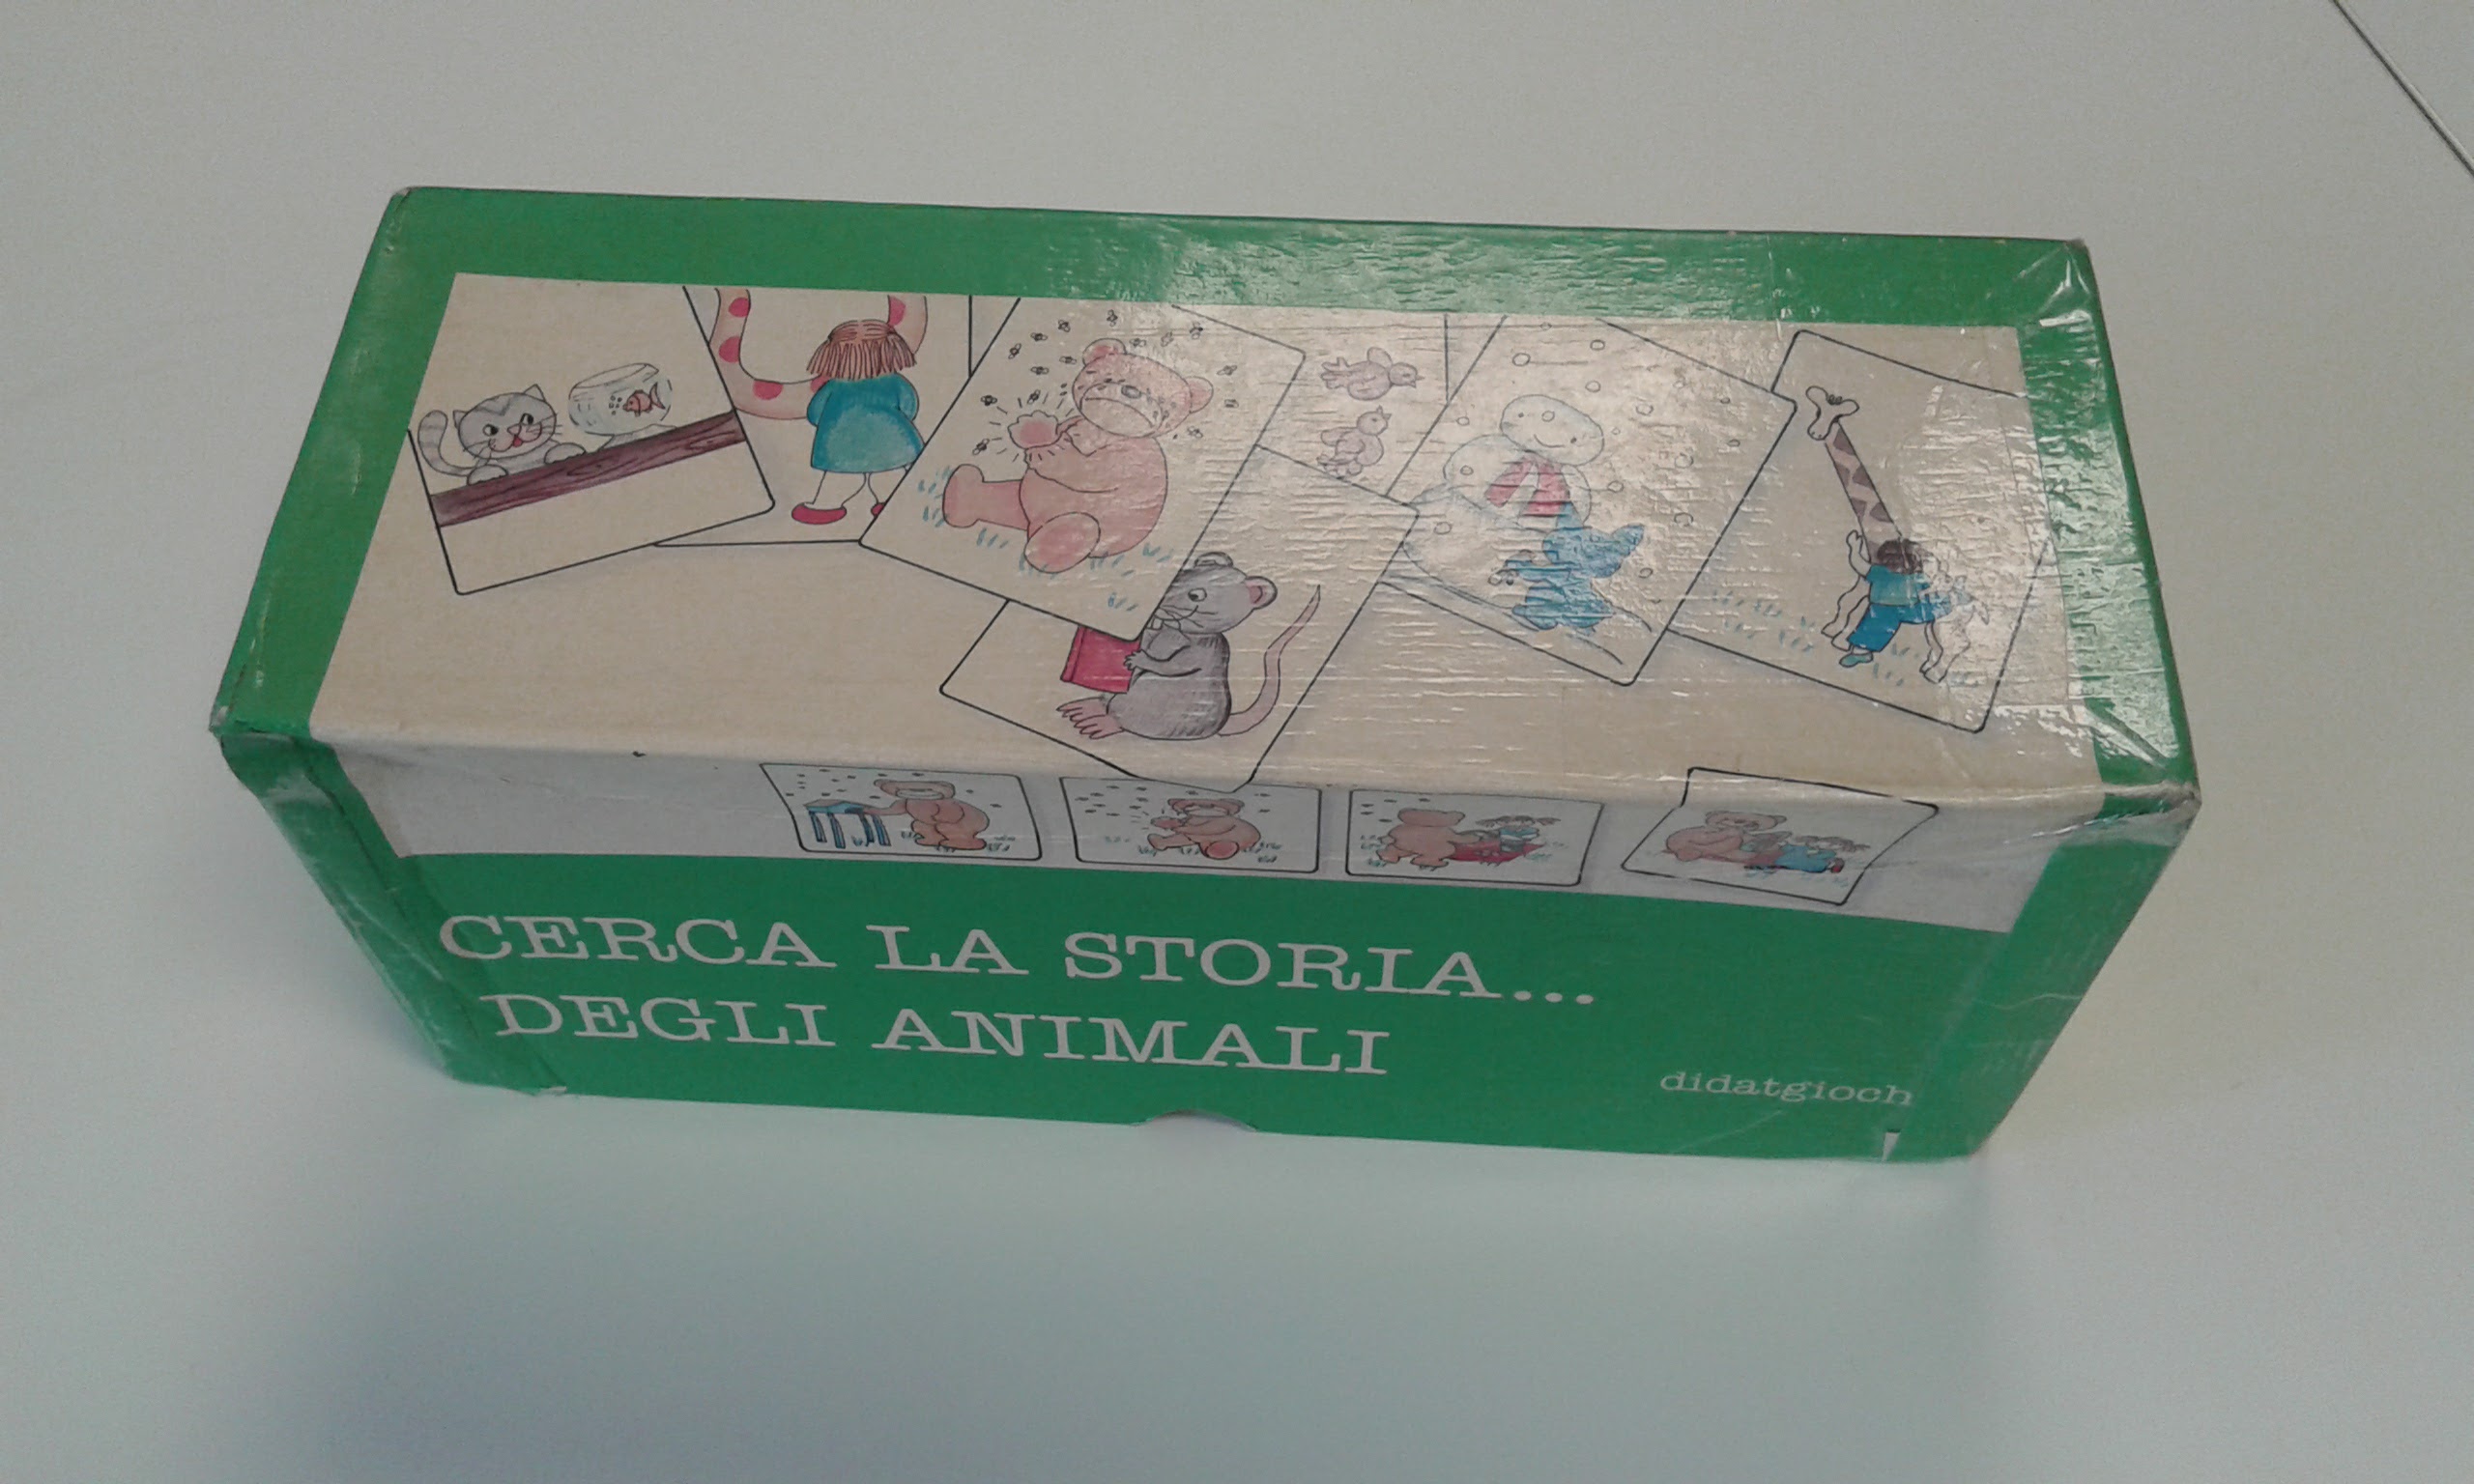 CERCA LA STORIA...
DEGLI ANIMALI
didatgioch